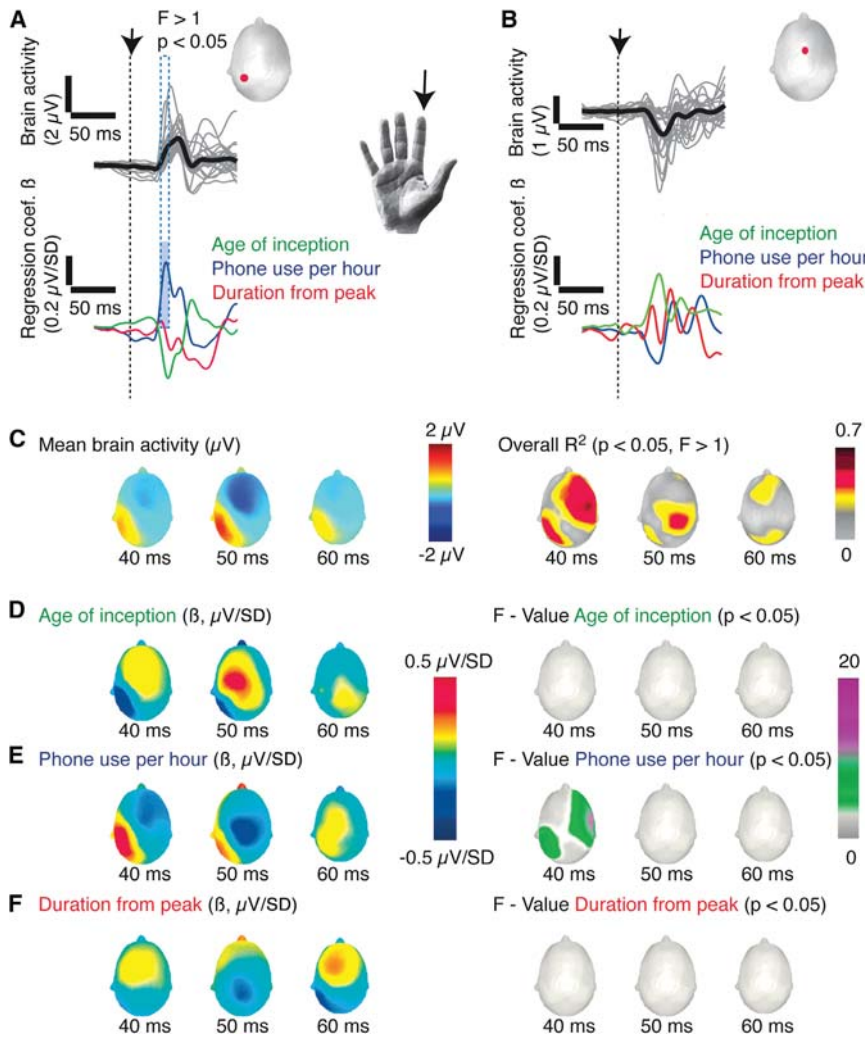 A
F > 1
p < 0.05
Brain activity
(2 µV)
50 ms
Regression coef. ß
(0.2 µV/SD)
50 ms
Age of inception
Phone use per hour
Duration from peak
B
Brain activity
(1 µV)
50 ms
Regression coef. ß
(0.2 µV/SD)
50 ms
Age of inception
Phone use per hour
Duration from peak
C Mean brain activity (µV)
2 µV
-2 µV
40 ms 50 ms 60 ms
Overall R² (p < 0.05, F > 1)
0.7
0
40 ms 50 ms 60 ms
D Age of inception (ß, µV/SD)
40 ms 50 ms 60 ms
0.5 µV/SD
-0.5 µV/SD
F - Value Age of inception (p < 0.05)
40 ms 50 ms 60 ms
20
0
E Phone use per hour (ß, µV/SD)
40 ms 50 ms 60 ms
F - Value Phone use per hour (p < 0.05)
40 ms 50 ms 60 ms
F Duration from peak (ß, µV/SD)
40 ms 50 ms 60 ms
F - Value Duration from peak (p < 0.05)
40 ms 50 ms 60 ms